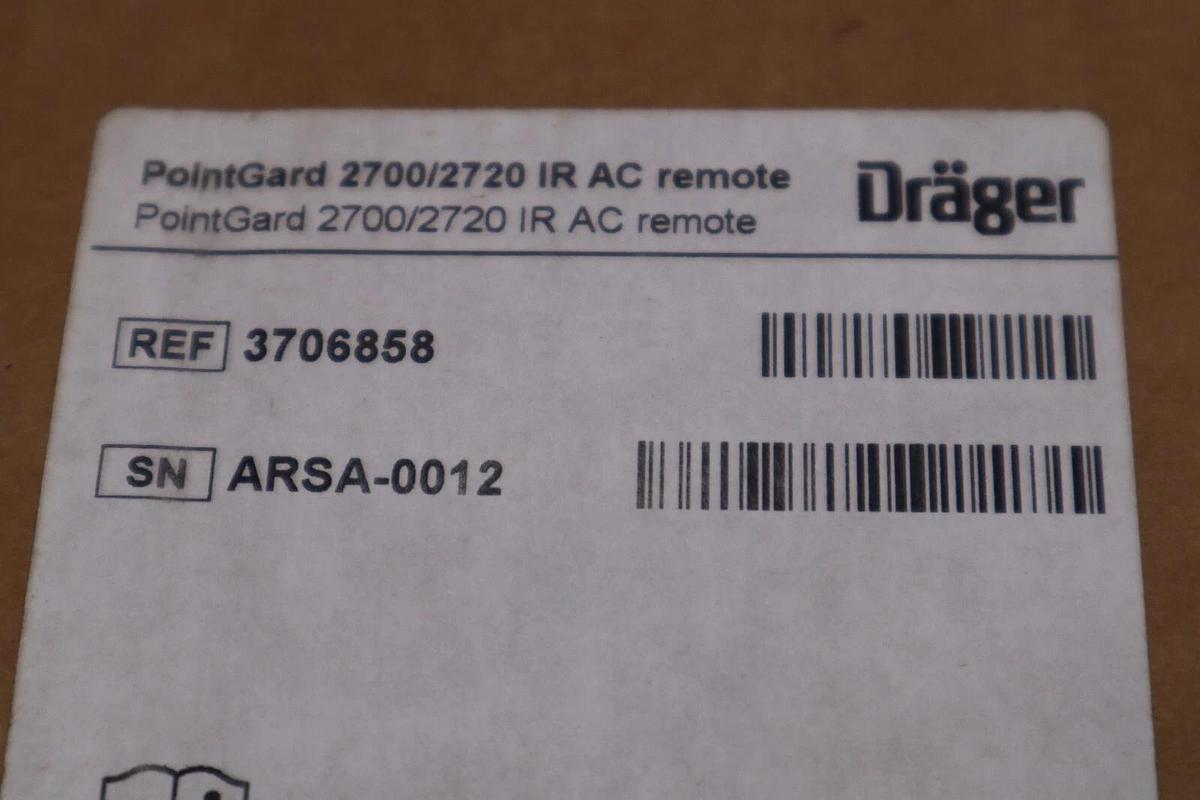 PointGard 2700/2720 IR AC remote
PointGard 2700/2720 IR AC remote
Dräger
REF 3706858
SN ARSA-0012